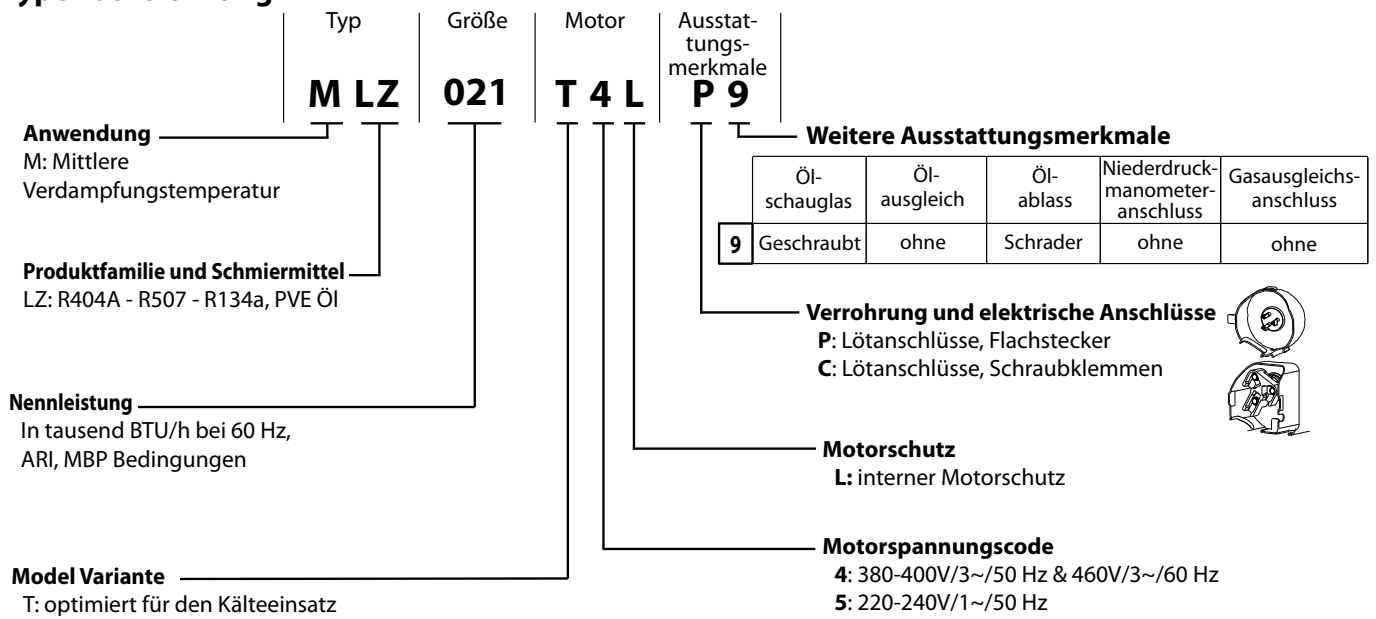 Typ
Größe
Motor
Ausstat-
tungs-
merkmale
M LZ 021 T 4 L P 9
Anwendung
M: Mittlere
Verdampfungstemperatur
Produktfamilie und Schmiermittel
LZ: R404A - R507 - R134a, PVE Öl
Nennleistung
In tausend BTU/h bei 60 Hz,
ARI, MBP Bedingungen
Model Variante
T: optimiert für den Kälteeinsatz
Weitere Ausstattungsmerkmale
Öl-
schauglas
Öl-
ausgleich
Öl-
ablass
Niederdruck-
manometer-
anschluss
Gasausgleichs-
anschluss
9 Geschraubt ohne Schrader ohne ohne
Verrohrung und elektrische Anschlüsse
P: Lötanschlüsse, Flachstecker
C: Lötanschlüsse, Schraubklemmen
Motorschutz
L: interner Motorschutz
Motorspannungscode
4: 380-400V/3~/50 Hz & 460V/3~/60 Hz
5: 220-240V/1~/50 Hz